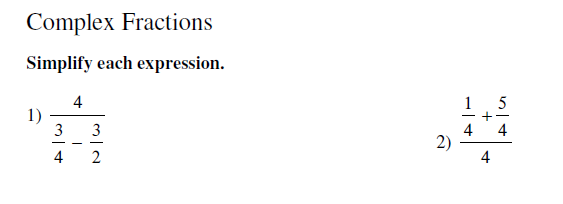 Complex Fractions
Simplify each expression.
1) 4 / (3/4 - 3/2)
2) (1/4 + 5/4) / 4